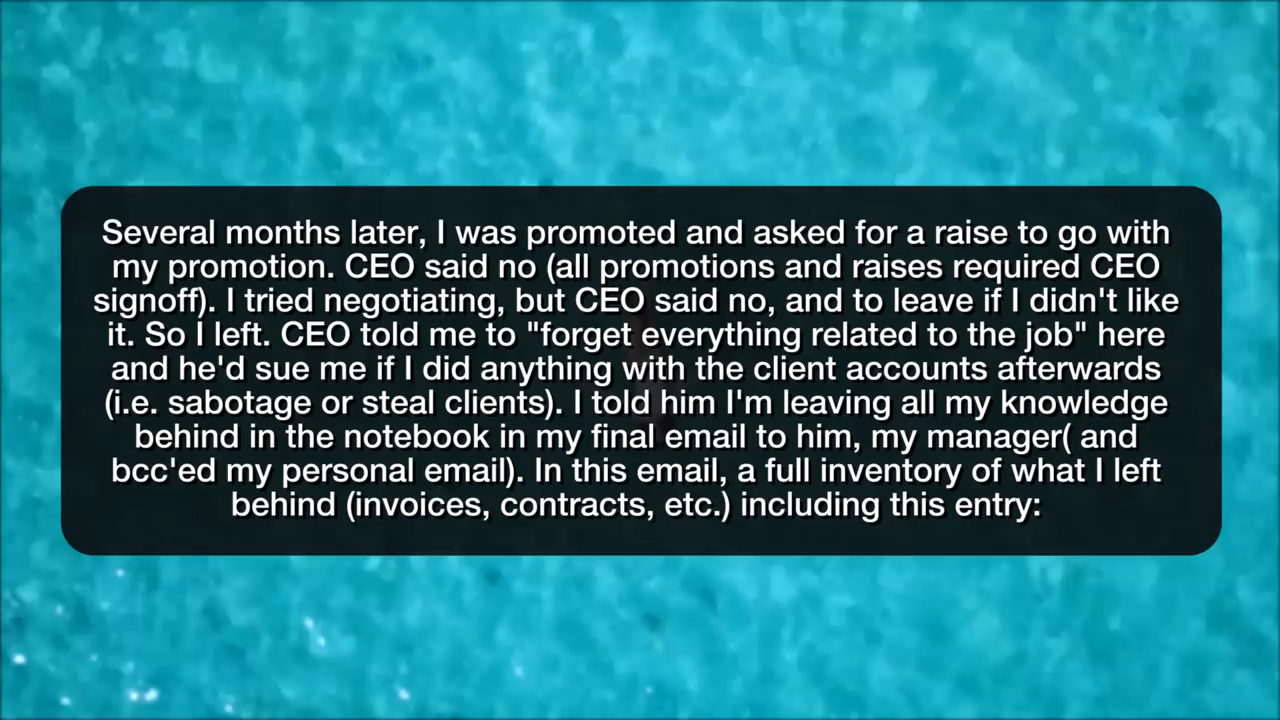 Several months later, I was promoted and asked for a raise to go with
my promotion. CEO said no (all promotions and raises required CEO
signoff). I tried negotiating, but CEO said no, and to leave if I didn't like
it. So I left. CEO told me to "forget everything related to the job" here
and he'd sue me if I did anything with the client accounts afterwards
(i.e. sabotage or steal clients). I told him I'm leaving all my knowledge
behind in the notebook in my final email to him, my manager( and
bcc'ed my personal email). In this email, a full inventory of what I left
behind (invoices, contracts, etc.) including this entry: